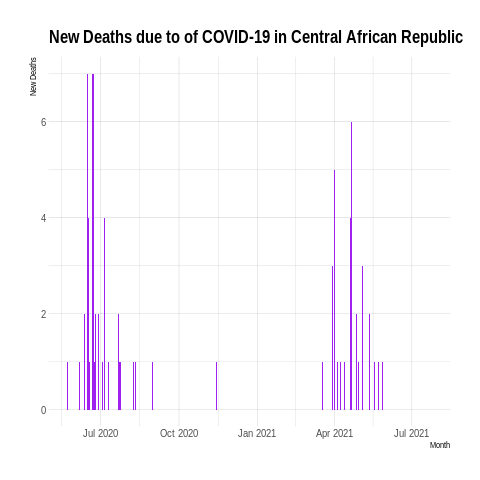 New Deaths due to of COVID-19 in Central African Republic
New Deaths
6
4
2
0
Jul 2020 Oct 2020 Jan 2021 Apr 2021 Jul 2021
Month